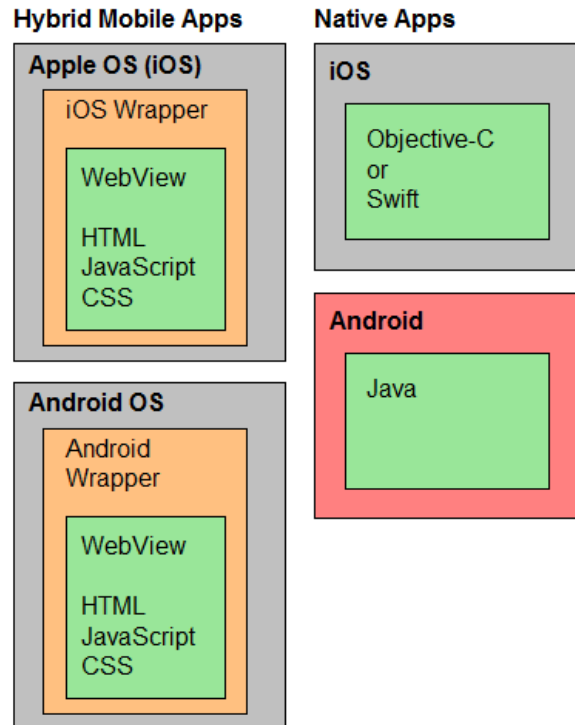 Hybrid Mobile Apps
Apple OS (iOS)
iOS Wrapper
WebView
HTML
JavaScript
CSS
Android OS
Android
Wrapper
WebView
HTML
JavaScript
CSS
Native Apps
iOS
Objective-C
or
Swift
Android
Java